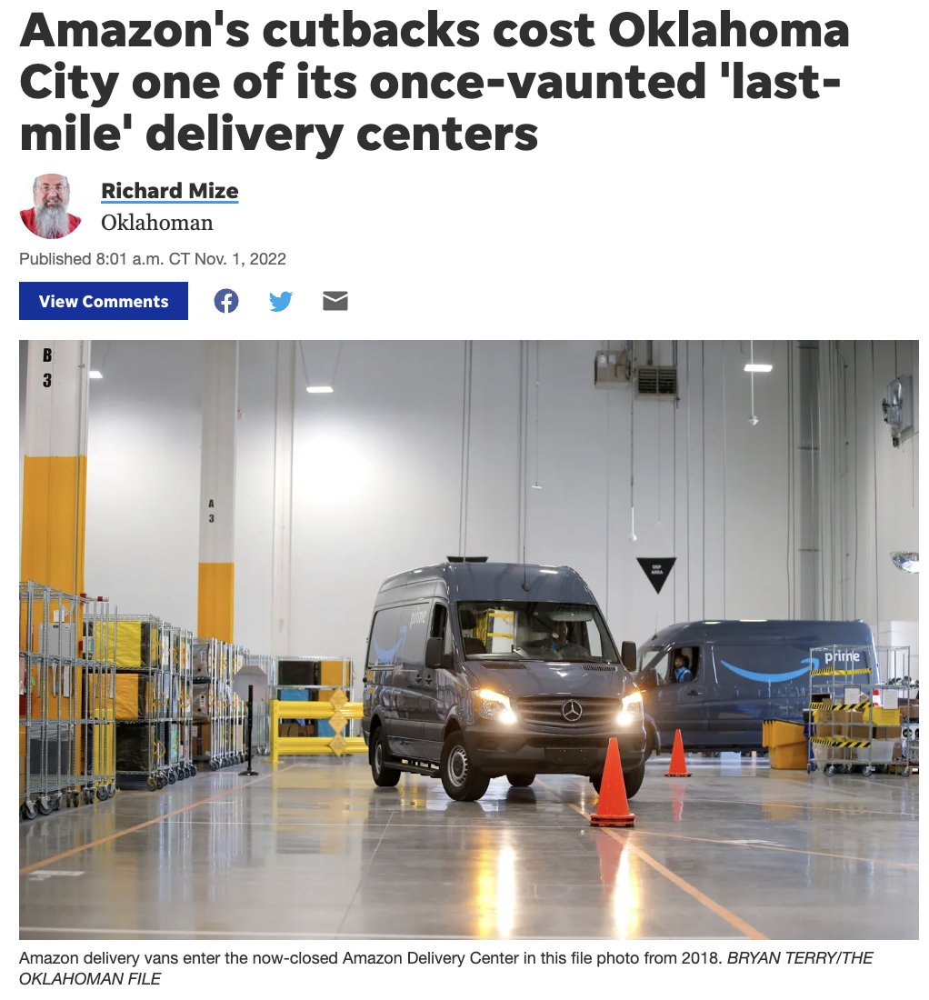 Amazon's cutbacks cost Oklahoma
City one of its once-vaunted 'last-
mile' delivery centers
Richard Mize
Oklahoman
Published 8:01 a.m. CT Nov. 1, 2022
View Comments
B
3
A
3
DSP
AREA
prime
prime
Amazon delivery vans enter the now-closed Amazon Delivery Center in this file photo from 2018. BRYAN TERRY/THE
OKLAHOMAN FILE